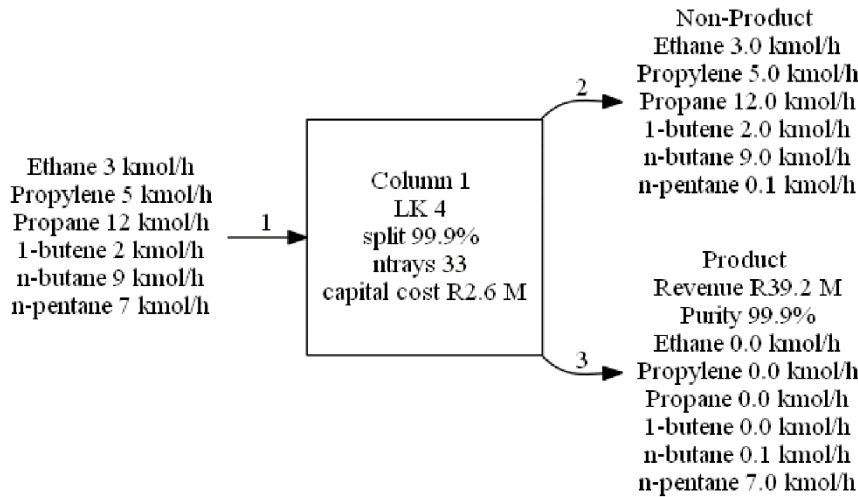 Ethane 3 kmol/h
Propylene 5 kmol/h
Propane 12 kmol/h
1-butene 2 kmol/h
n-butane 9 kmol/h
n-pentane 7 kmol/h
1
Column 1
LK 4
split 99.9%
ntrays 33
capital cost R2.6 M
2
Non-Product
Ethane 3.0 kmol/h
Propylene 5.0 kmol/h
Propane 12.0 kmol/h
1-butene 2.0 kmol/h
n-butane 9.0 kmol/h
n-pentane 0.1 kmol/h
3
Product
Revenue R39.2 M
Purity 99.9%
Ethane 0.0 kmol/h
Propylene 0.0 kmol/h
Propane 0.0 kmol/h
1-butene 0.0 kmol/h
n-butane 0.1 kmol/h
n-pentane 7.0 kmol/h